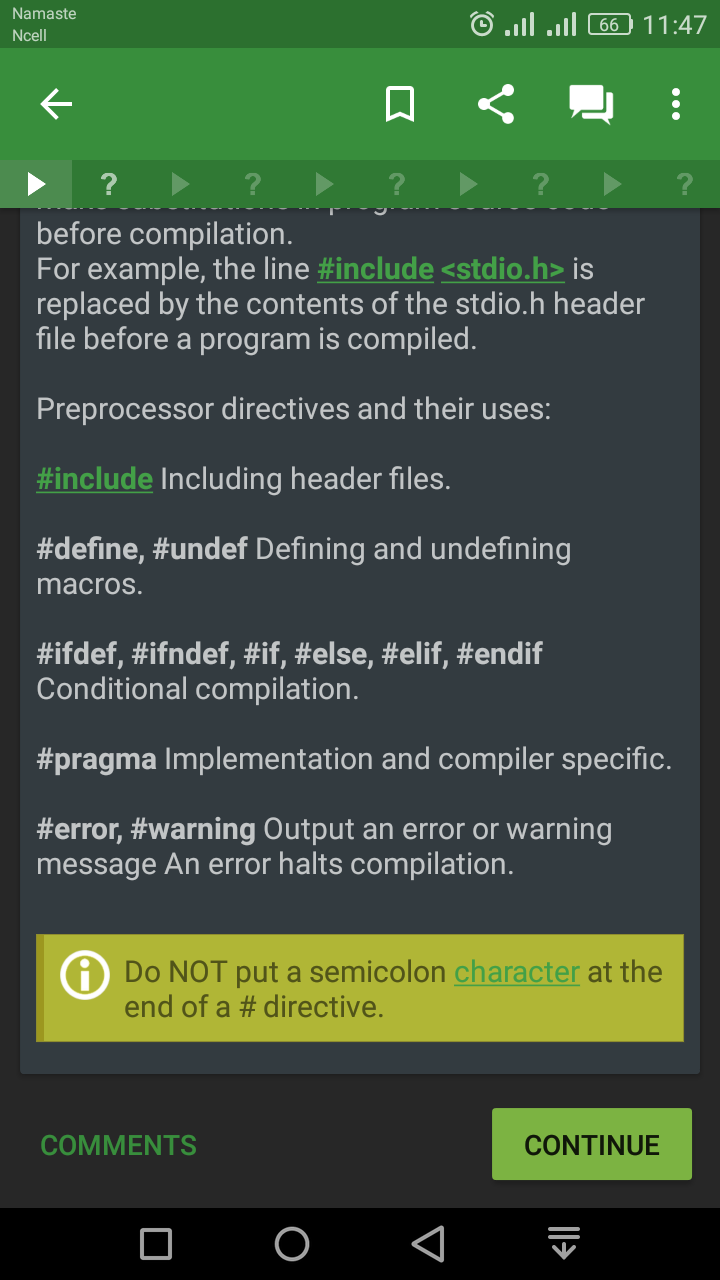 Namaste
Ncell
66 11:47
? ? ? ? ?
before compilation.
For example, the line #include <stdio.h> is
replaced by the contents of the stdio.h header
file before a program is compiled.
Preprocessor directives and their uses:
#include Including header files.
#define, #undef Defining and undefining
macros.
#ifdef, #ifndef, #if, #else, #elif, #endif
Conditional compilation.
#pragma Implementation and compiler specific.
#error, #warning Output an error or warning
message An error halts compilation.
Do NOT put a semicolon character at the
end of a # directive.
COMMENTS
CONTINUE